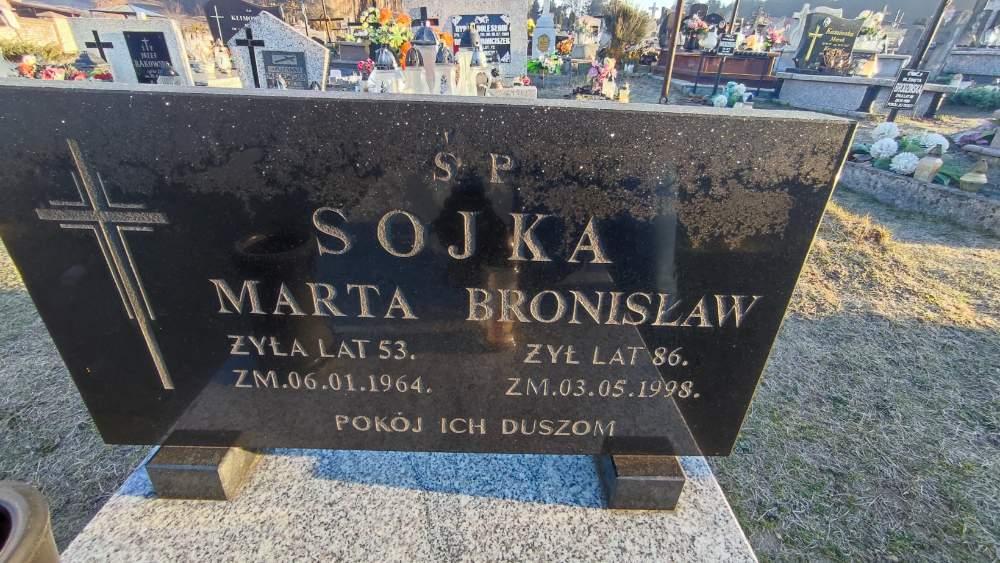 Ś P
SOJKA
MARTA BRONISŁAW
ŻYŁA LAT 53. ŻYŁ LAT 86.
ZM.06.01.1964. ZM.03.05.1998.
POKÓJ ICH DUSZOM